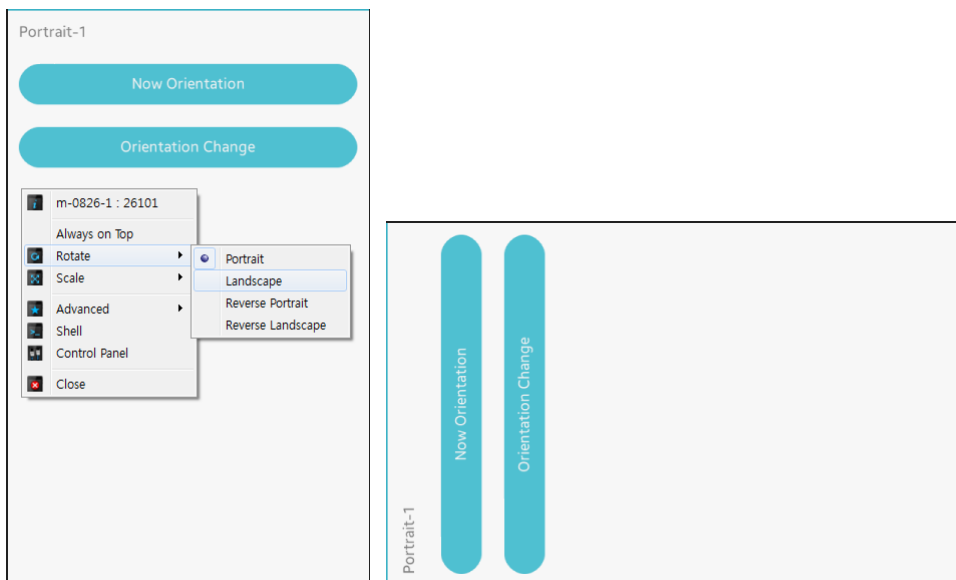 Portrait-1
Now Orientation
Orientation Change
m-0826-1 : 26101
Always on Top
Rotate
Scale
Advanced
Shell
Control Panel
Close
Portrait
Landscape
Reverse Portrait
Reverse Landscape
Portrait-1
Now Orientation
Orientation Change